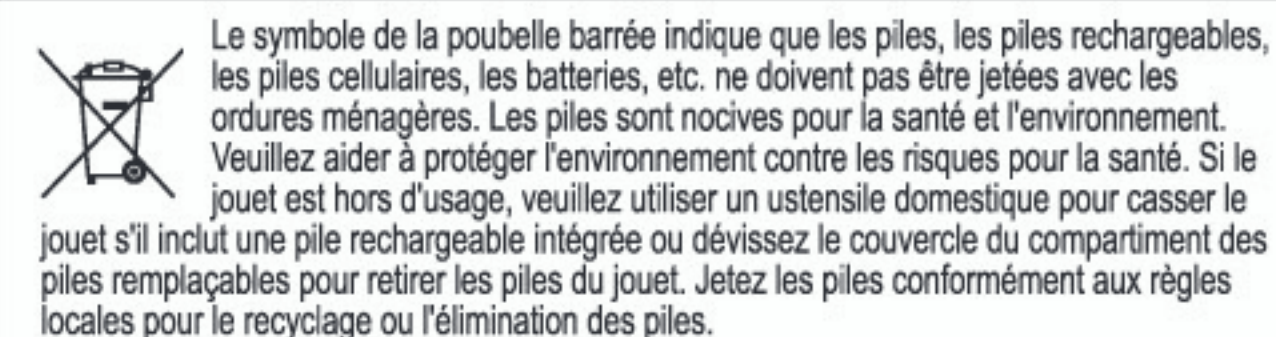 Le symbole de la poubelle barrée indique que les piles, les piles rechargeables,
les piles cellulaires, les batteries, etc. ne doivent pas être jetées avec les
ordures ménagères. Les piles sont nocives pour la santé et l'environnement.
Veuillez aider à protéger l'environnement contre les risques pour la santé. Si le
jouet est hors d'usage, veuillez utiliser un ustensile domestique pour casser le
jouet s'il inclut une pile rechargeable intégrée ou dévissez le couvercle du compartiment des
piles remplaçables pour retirer les piles du jouet. Jetez les piles conformément aux règles
locales pour le recyclage ou l'élimination des piles.